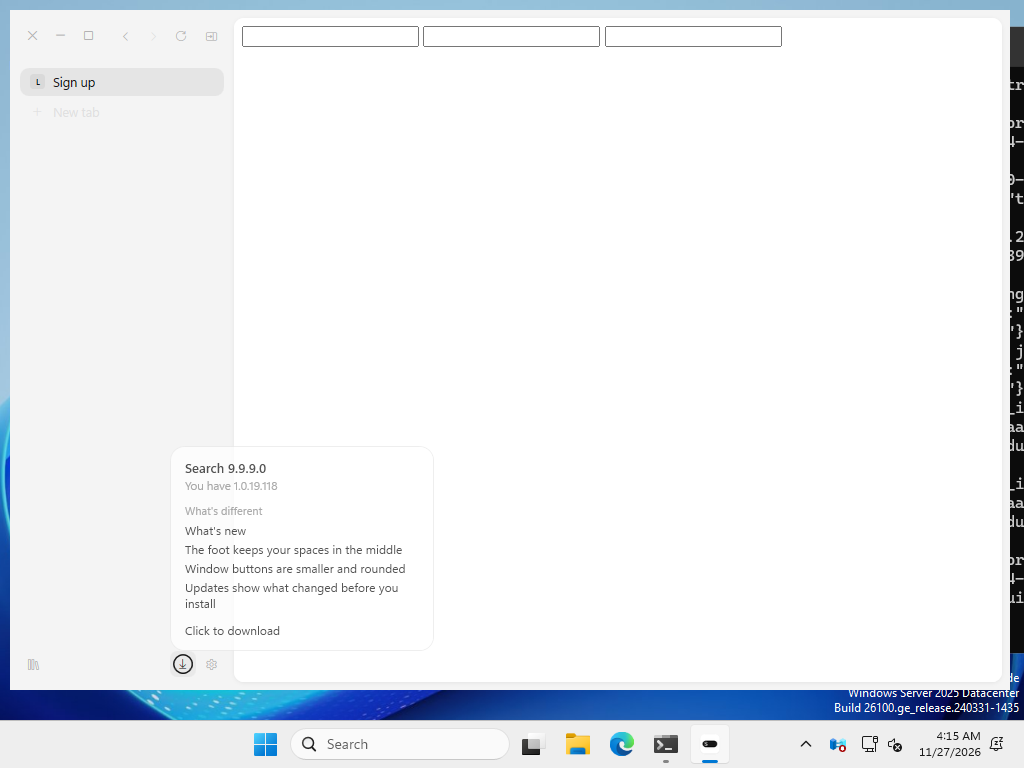 L Sign up
New tab
Search 9.9.9.0
You have 1.0.19.118
What's different
What's new
The foot keeps your spaces in the middle
Window buttons are smaller and rounded
Updates show what changed before you
install
Click to download
Windows Server 2025 Datacenter
Build 26100.ge_release.240331-1435
Search
4:15 AM
11/27/2026